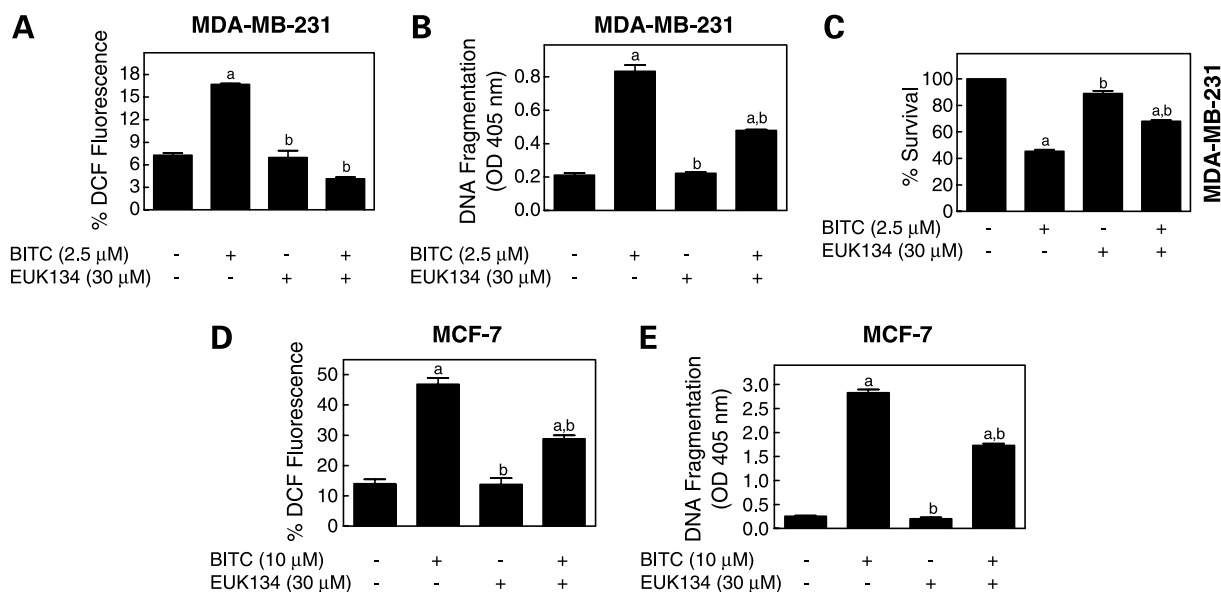 A
MDA-MB-231
% DCF Fluorescence
18
15
12
9
6
3
0
a
b
b
BITC (2.5 μM) - + - +
EUK134 (30 μM) - - + +
B
MDA-MB-231
DNA Fragmentation
(OD 405 nm)
0.8
0.6
0.4
0.2
0.0
a
b
a,b
BITC (2.5 μM) - + - +
EUK134 (30 μM) - - + +
C
MDA-MB-231
% Survival
100
80
60
40
20
0
a
b
a,b
BITC (2.5 μM) - + - +
EUK134 (30 μM) - - + +
D
MCF-7
% DCF Fluorescence
50
40
30
20
10
0
a
b
a,b
BITC (10 μM) - + - +
EUK134 (30 μM) - - + +
E
MCF-7
DNA Fragmentation
(OD 405 nm)
3.0
2.5
2.0
1.5
1.0
0.5
0.0
a
b
a,b
BITC (10 μM) - + - +
EUK134 (30 μM) - - + +